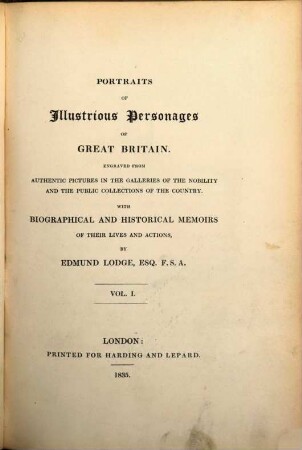 PORTRAITS
OF
Illustrious Personages
OF
GREAT BRITAIN.
ENGRAVED FROM
AUTHENTIC PICTURES IN THE GALLERIES OF THE NOBILITY
AND THE PUBLIC COLLECTIONS OF THE COUNTRY.
WITH
BIOGRAPHICAL AND HISTORICAL MEMOIRS
OF THEIR LIVES AND ACTIONS,
BY
EDMUND LODGE, ESQ. F.S.A.
VOL. I.
LONDON:
PRINTED FOR HARDING AND LEPARD.
1835.